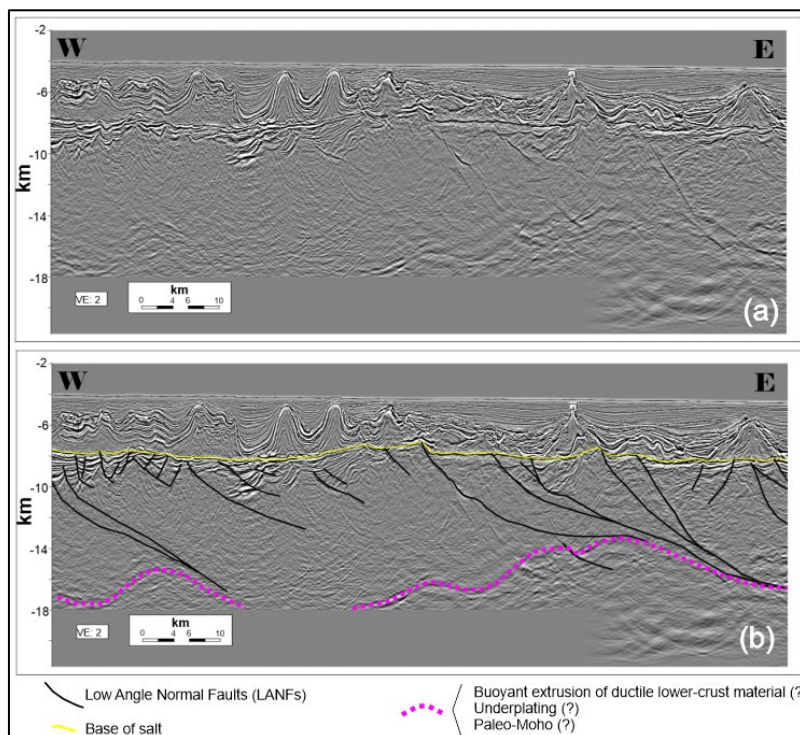 -2
W
E
-6
-10
km
-14
-18
VE: 2
km
0 4 6 10
(a)
-2
W
E
-6
-10
km
-14
-18
VE: 2
km
0 4 6 10
(b)
Low Angle Normal Faults (LANFs)
Base of salt
Buoyant extrusion of ductile lower-crust material (?)
Underplating (?)
Paleo-Moho (?)